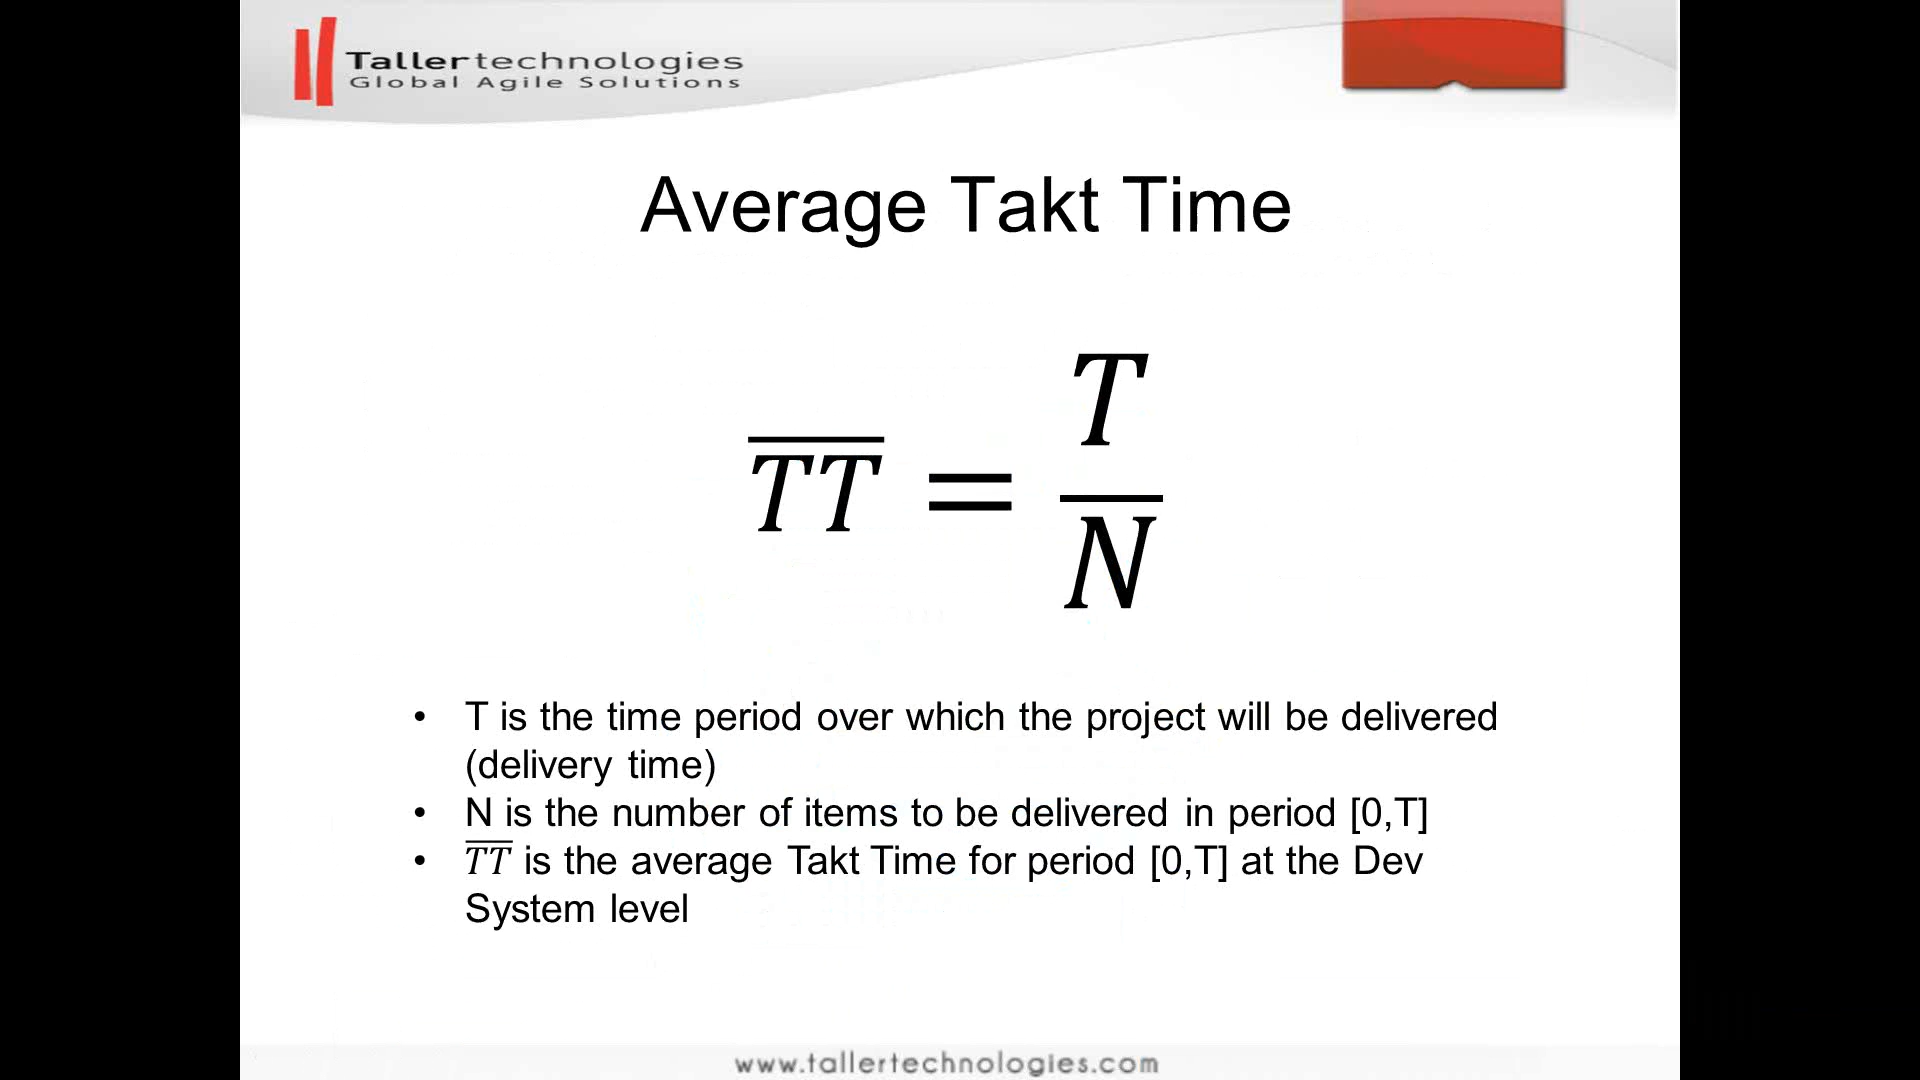 Tallertechnologies
Global Agile Solutions
Average Takt Time
T̅T̅ = T/N
• T is the time period over which the project will be delivered
(delivery time)
• N is the number of items to be delivered in period [0,T]
• T̅T̅ is the average Takt Time for period [0,T] at the Dev
System level
www.tallertechnologies.com